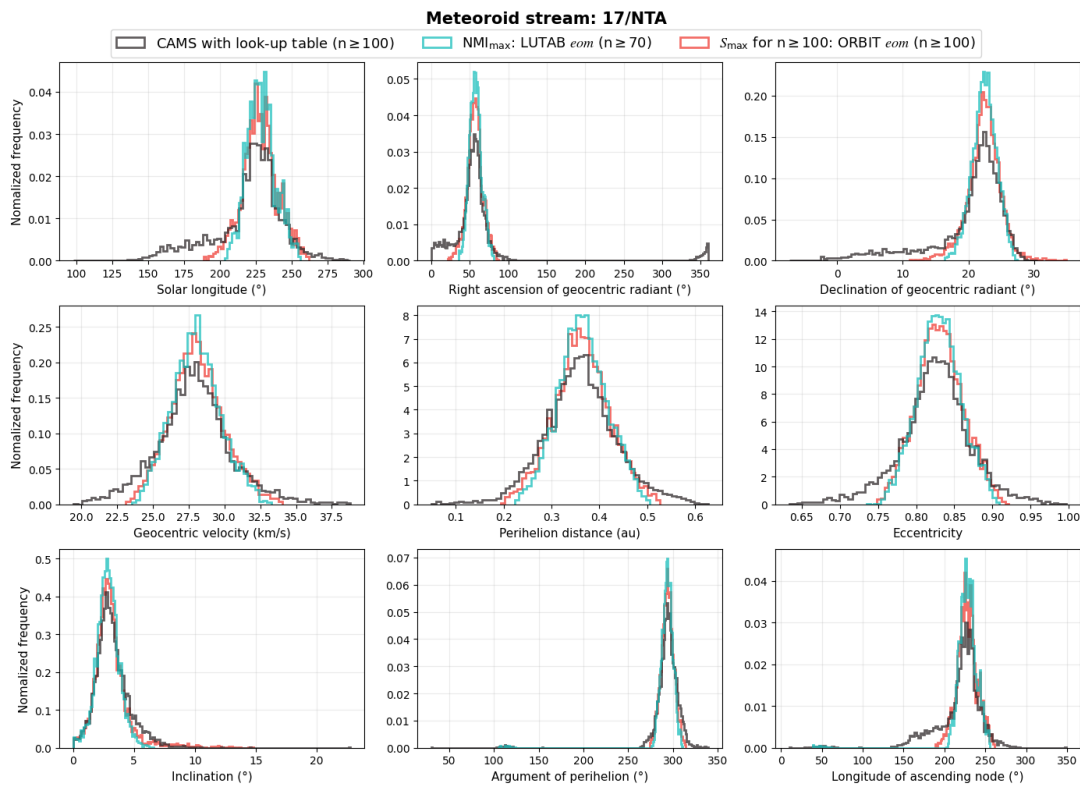 Meteoroid stream: 17/NTA
CAMS with look-up table (n ≥ 100) NMI_max: LUTAB eom (n ≥ 70) S_max for n ≥ 100: ORBIT eom (n ≥ 100)
Nomalized frequency
0.04
0.03
0.02
0.01
0.00
100 125 150 175 200 225 250 275 300
Solar longitude (°)
0.05
0.04
0.03
0.02
0.01
0.00
0 50 100 150 200 250 300 350
Right ascension of geocentric radiant (°)
0.20
0.15
0.10
0.05
0.00
0 10 20 30
Declination of geocentric radiant (°)
Nomalized frequency
0.25
0.20
0.15
0.10
0.05
0.00
20.0 22.5 25.0 27.5 30.0 32.5 35.0 37.5
Geocentric velocity (km/s)
8
7
6
5
4
3
2
1
0
0.1 0.2 0.3 0.4 0.5 0.6
Perihelion distance (au)
14
12
10
8
6
4
2
0
0.65 0.70 0.75 0.80 0.85 0.90 0.95 1.00
Eccentricity
Nomalized frequency
0.5
0.4
0.3
0.2
0.1
0.0
0 5 10 15 20
Inclination (°)
0.07
0.06
0.05
0.04
0.03
0.02
0.01
0.00
50 100 150 200 250 300 350
Argument of perihelion (°)
0.04
0.03
0.02
0.01
0.00
0 50 100 150 200 250 300 350
Longitude of ascending node (°)